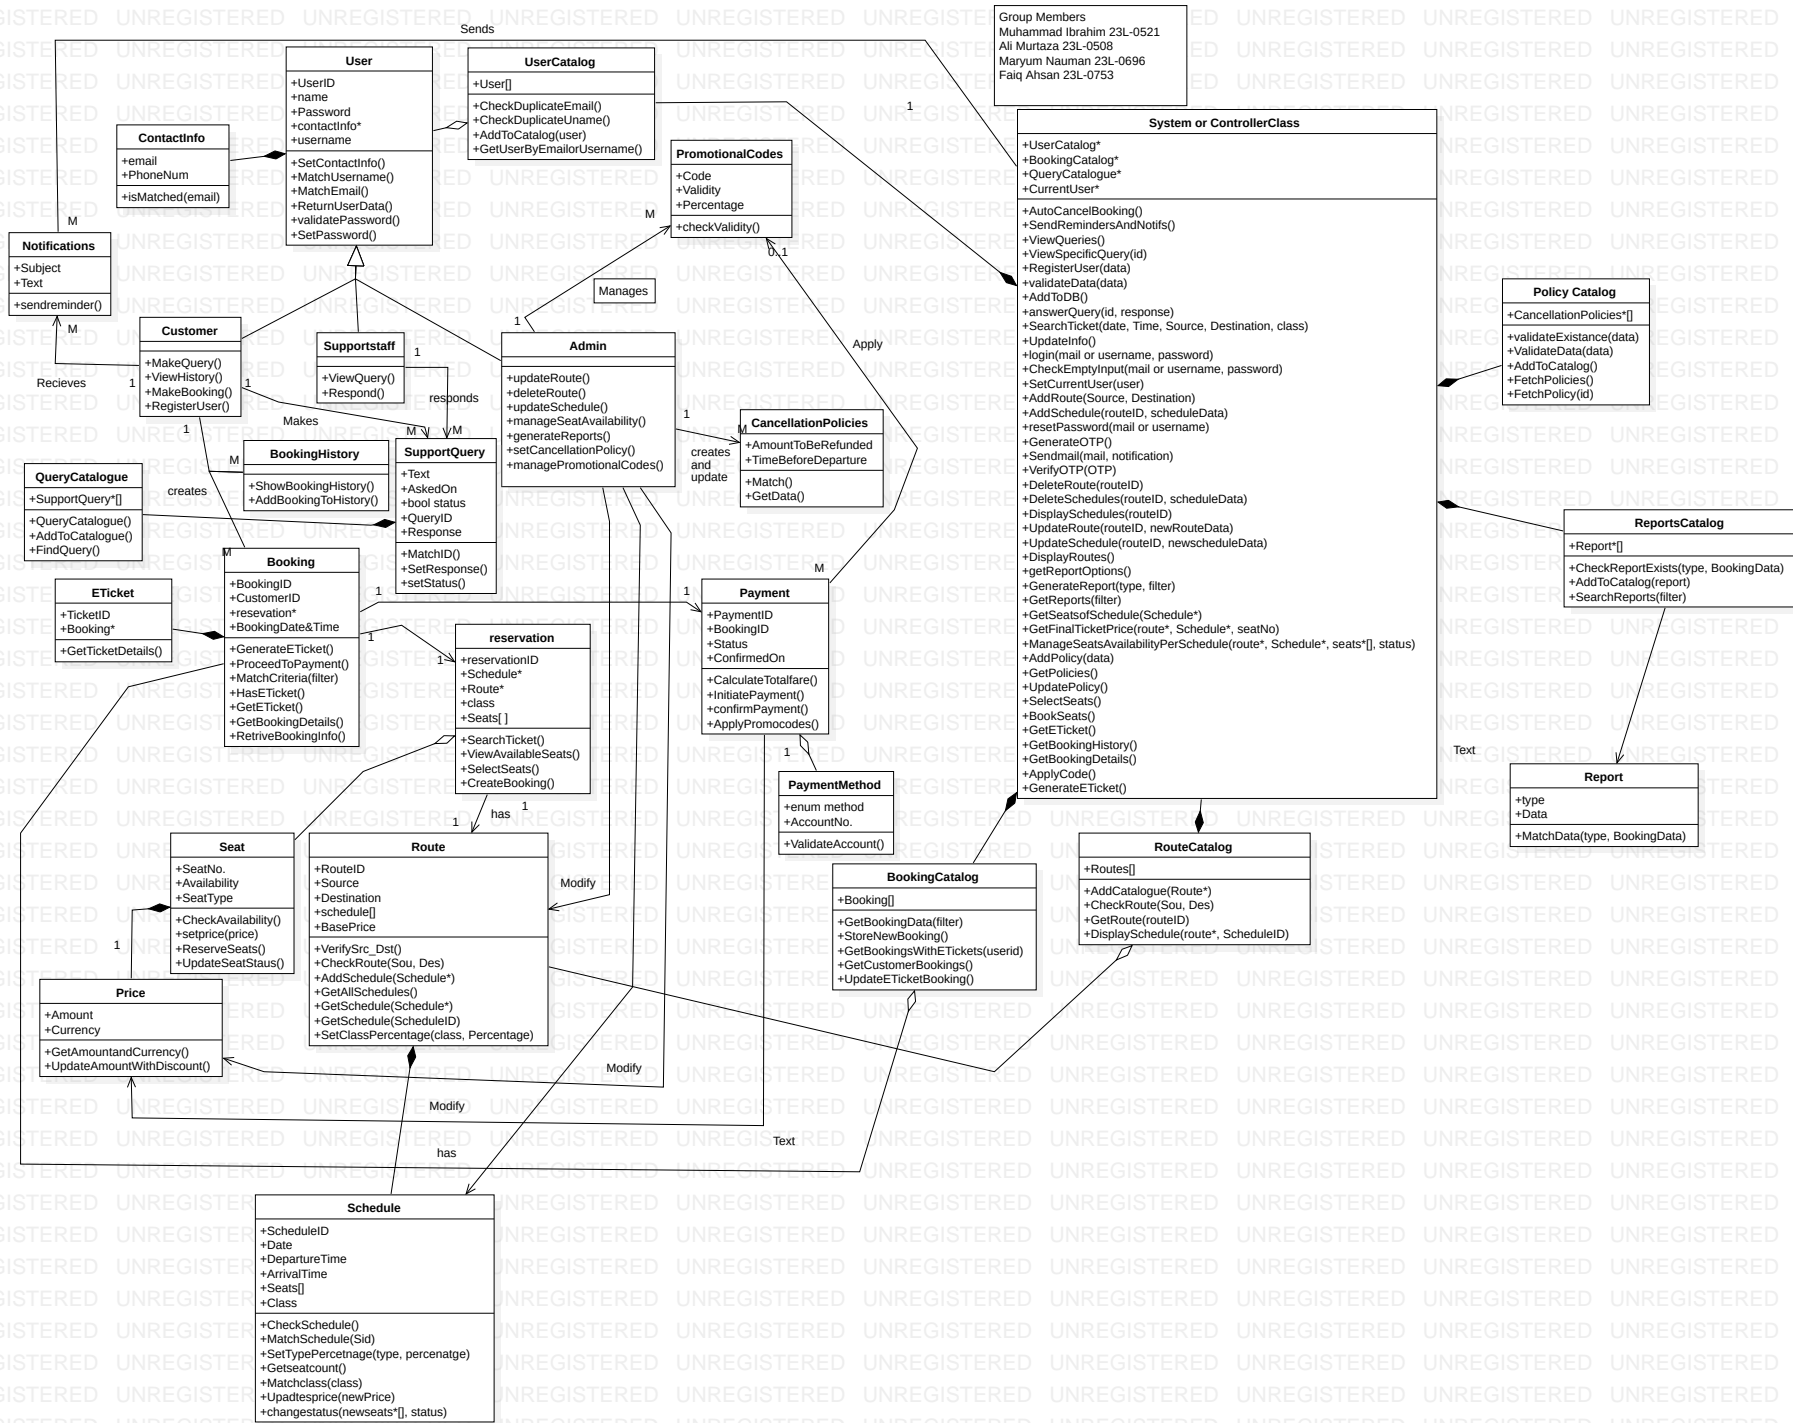 Group Members
Muhammad Ibrahim 23L-0521
Ali Murtaza 23L-0508
Maryum Nauman 23L-0696
Faiq Ahsan 23L-0753
Sends
User
+UserID
+name
+Password
+contactInfo*
+username
+SetContactInfo()
+MatchUsername()
+MatchEmail()
+ReturnUserData()
+validatePassword()
+SetPassword()
UserCatalog
+User[]
+CheckDuplicateEmail()
+CheckDuplicateUname()
+AddToCatalog(user)
+GetUserByEmailorUsername()
1
ContactInfo
+email
+PhoneNum
+isMatched(email)
PromotionalCodes
+Code
+Validity
+Percentage
+checkValidity()
M
0..1
System or ControllerClass
+UserCatalog*
+BookingCatalog*
+QueryCatalogue*
+CurrentUser*
+AutoCancelBooking()
+SendRemindersAndNotifs()
+ViewQueries()
+ViewSpecificQuery(id)
+RegisterUser(data)
+validateData(data)
+AddToDB()
+answerQuery(id, response)
+SearchTicket(date, Time, Source, Destination, class)
+UpdateInfo()
+login(mail or username, password)
+CheckEmptyInput(mail or username, password)
+SetCurrentUser(user)
+AddRoute(Source, Destination)
+AddSchedule(routeID, scheduleData)
+resetPassword(mail or username)
+GenerateOTP()
+Sendmail(mail, notification)
+VerifyOTP(OTP)
+DeleteRoute(routeID)
+DeleteSchedules(routeID, scheduleData)
+DisplaySchedules(routeID)
+UpdateRoute(routeID, newRouteData)
+UpdateSchedule(routeID, newscheduleData)
+DisplayRoutes()
+getReportOptions()
+GenerateReport(type, filter)
+GetReports(filter)
+GetSeatsofSchedule(Schedule*)
+GetFinalTicketPrice(route*, Schedule*, seatNo)
+ManageSeatsAvailabilityPerSchedule(route*, Schedule*, seats*[], status)
+AddPolicy(data)
+GetPolicies()
+UpdatePolicy()
+SelectSeats()
+BookSeats()
+GetETicket()
+GetBookingHistory()
+GetBookingDetails()
+ApplyCode()
+GenerateETicket()
M
Notifications
+Subject
+Text
+sendreminder()
M
Recieves
1
Manages
1
Policy Catalog
+CancellationPolicies*[]
+validateExistance(data)
+ValidateData(data)
+AddToCatalog()
+FetchPolicies()
+FetchPolicy(id)
Customer
+MakeQuery()
+ViewHistory()
+MakeBooking()
+RegisterUser()
1
Makes
M
Supportstaff
+ViewQuery()
+Respond()
1
responds
M
Admin
+updateRoute()
+deleteRoute()
+updateSchedule()
+manageSeatAvailability()
+generateReports()
+setCancellationPolicy()
+managePromotionalCodes()
Apply
1
M
creates
and
update
CancellationPolicies
+AmountToBeRefunded
+TimeBeforeDeparture
+Match()
+GetData()
1
M
creates
M
BookingHistory
+ShowBookingHistory()
+AddBookingToHistory()
SupportQuery
+Text
+AskedOn
+bool status
+QueryID
+Response
+MatchID()
+SetResponse()
+setStatus()
QueryCatalogue
+SupportQuery*[]
+QueryCatalogue()
+AddToCatalogue()
+FindQuery()
ReportsCatalog
+Report*[]
+CheckReportExists(type, BookingData)
+AddToCatalog(report)
+SearchReports(filter)
Booking
+BookingID
+CustomerID
+resevation*
+BookingDate&Time
+GenerateETicket()
+ProceedToPayment()
+MatchCriteria(filter)
+HasETicket()
+GetETicket()
+GetBookingDetails()
+RetriveBookingInfo()
ETicket
+TicketID
+Booking*
+GetTicketDetails()
1
1
M
Payment
+PaymentID
+BookingID
+Status
+ConfirmedOn
+CalculateTotalfare()
+InitiatePayment()
+confirmPayment()
+ApplyPromocodes()
1
1
reservation
+reservationID
+Schedule*
+Route*
+class
+Seats[ ]
+SearchTicket()
+ViewAvailableSeats()
+SelectSeats()
+CreateBooking()
1
PaymentMethod
+enum method
+AccountNo.
+ValidateAccount()
Text
Report
+type
+Data
+MatchData(type, BookingData)
1
has
1
Seat
+SeatNo.
+Availability
+SeatType
+CheckAvailability()
+setprice(price)
+ReserveSeats()
+UpdateSeatStaus()
Route
+RouteID
+Source
+Destination
+schedule[]
+BasePrice
+VerifySrc_Dst()
+CheckRoute(Sou, Des)
+AddSchedule(Schedule*)
+GetAllSchedules()
+GetSchedule(Schedule*)
+GetSchedule(ScheduleID)
+SetClassPercentage(class, Percentage)
Modify
BookingCatalog
+Booking[]
+GetBookingData(filter)
+StoreNewBooking()
+GetBookingsWithETickets(userid)
+GetCustomerBookings()
+UpdateETicketBooking()
RouteCatalog
+Routes[]
+AddCatalogue(Route*)
+CheckRoute(Sou, Des)
+GetRoute(routeID)
+DisplaySchedule(route*, ScheduleID)
1
Price
+Amount
+Currency
+GetAmountandCurrency()
+UpdateAmountWithDiscount()
Modify
Modify
Text
has
Schedule
+ScheduleID
+Date
+DepartureTime
+ArrivalTime
+Seats[]
+Class
+CheckSchedule()
+MatchSchedule(Sid)
+SetTypePercetnage(type, percenatge)
+Getseatcount()
+Matchclass(class)
+Upadtesprice(newPrice)
+changestatus(newseats*[], status)